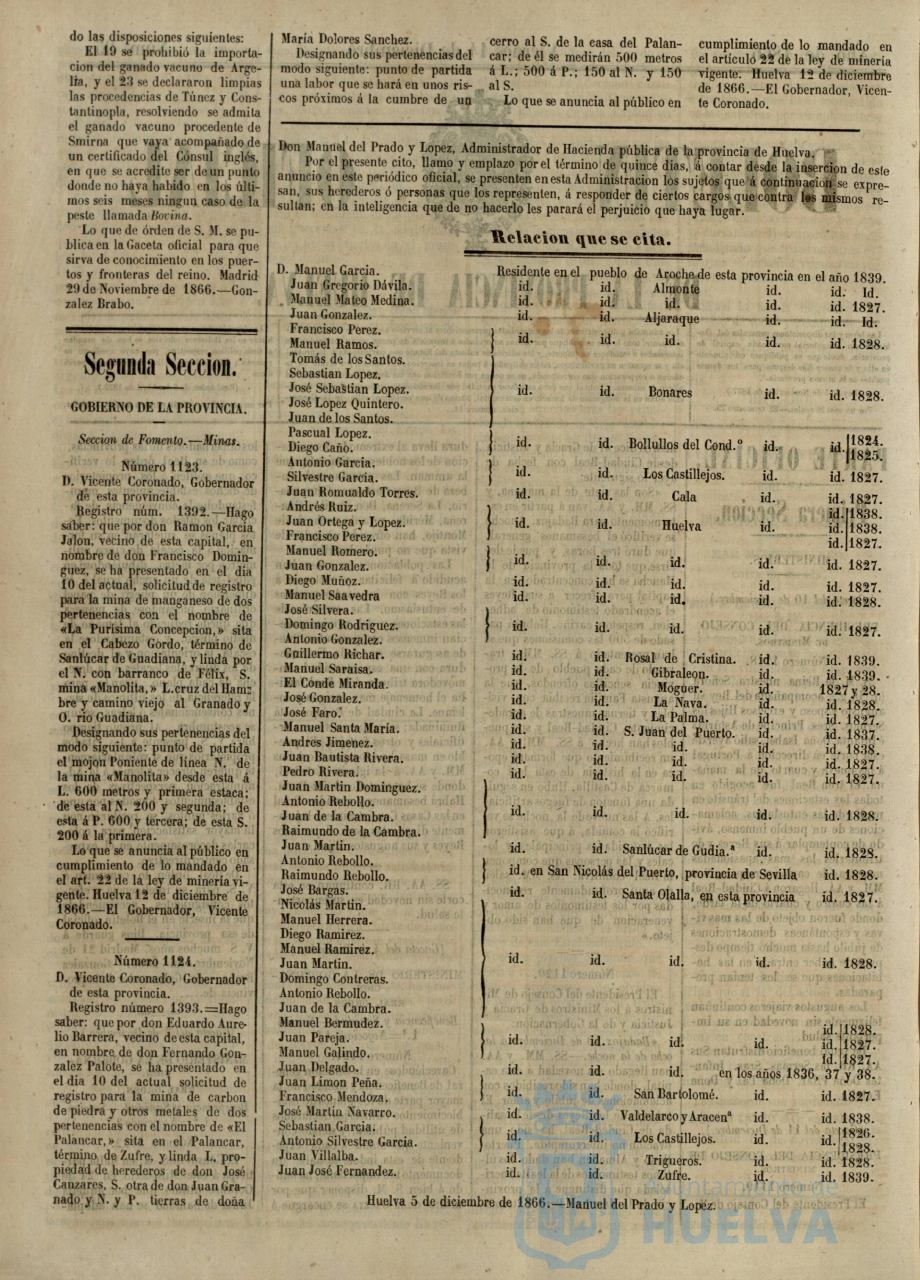 do las disposiciones siguientes:
El 19 se prohibió la importa-
cion del ganado vacuno de Arge-
lia, y el 23 se declararon limpias
las procedencias de Túnez y Cons-
tantinopla, resolviendo se admita
el ganado vacuno procedente de
Smirna que vaya acompañado de
un certificado del Cónsul inglés,
en que se acredite ser de un punto
donde no haya habido en los últi-
mos seis meses ningun caso de la
peste llamada Bovina.
Lo que de órden de S. M. se pu-
blica en la Gaceta oficial para que
sirva de conocimiento en los puer-
tos y fronteras del reino. Madrid
29 de Noviembre de 1866.—Gon-
zalez Brabo.
Segunda Seccion.
GOBIERNO DE LA PROVINCIA.
Seccion de Fomento.—Minas.
Número 1123.
D. Vicente Coronado, Gobernador
de esta provincia.
Registro núm. 1392.—Hago
saber: que por don Ramon Garcia
Jalon, vecino de esta capital, en
nombre de don Francisco Domin-
guez, se ha presentado en el dia
10 del actual, solicitud de registro
para la mina de manganeso de dos
pertenencias con el nombre de
«La Purísima Concepcion,» sita
en el Cabezo Gordo, término de
Sanlúcar de Guadiana, y linda por
el N. con barranco de Félix, S.
mina «Manolita,» L. cruz del Ham-
bre y camino viejo al Granado y
O. rio Guadiana.
Designando sus pertenencias del
modo siguiente: punto de partida
el mojon Poniente de linea N. de
la mina «Manolita» desde esta á
L. 600 metros y primera estaca;
de esta al N. 200 y segunda; de
esta á P. 600 y tercera; de esta S.
200 á la primera.
Lo que se anuncia al público en
cumplimiento de lo mandado en
el art. 22 de la ley de minería vi-
gente. Huelva 12 de diciembre de
1866.—El Gobernador, Vicente
Coronado.
Número 1124.
D. Vicente Coronado, Gobernador
de esta provincia.
Registro número 1393.=Hago
saber: que por don Eduardo Aure-
lio Barrera, vecino de esta capital,
en nombre de don Fernando Gon-
zalez Palote, se ha presentado en
el dia 10 del actual solicitud de
registro para la mina de carbon
de piedra y otros metales de dos
pertenencias con el nombre de «El
Palancar,» sita en el Palancar,
término de Zufre, y linda L. pro-
piedad de herederos de don José
Canzares, S. otra de don Juan Gra-
nado y N. y P. tierras de doña
María Dolores Sanchez.
Designando sus pertenencias del
modo siguiente: punto de partida
una labor que se hará en unos ris-
cos próximos á la cumbre de un
cerro al S. de la casa del Palan-
car; de él se medirán 500 metros
á L.; 500 á P.; 150 al N. y 150
al S.
Lo que se anuncia al público en
cumplimiento de lo mandado en
el artículo 22 de la ley de minería
vigente. Huelva 12 de diciembre
de 1866.—El Gobernador, Vicen-
te Coronado.
Don Manuel del Prado y Lopez, Administrador de Hacienda pública de la provincia de Huelva.
Por el presente cito, llamo y emplazo por el término de quince dias, á contar desde la insercion de este
anuncio en este periódico oficial, se presenten en esta Administracion los sujetos que á continuacion se expre-
san, sus herederos ó personas que los representen, á responder de ciertos cargos que contra los mismos re-
sultan; en la inteligencia que de no hacerlo les parará el perjuicio que haya lugar.
Relacion que se cita.
D. Manuel Garcia. Residente en el pueblo de Aroche de esta provincia en el año 1839.
Juan Gregorio Dávila. id. id. Almonte id. id. Id.
Manuel Mateo Medina. id. id. id. id. id. 1827.
Juan Gonzalez. id. id. Aljaraque id. id. Id.
Francisco Perez.
Manuel Ramos. id. id. id. id. id. 1828.
Tomás de los Santos.
Sebastian Lopez.
José Sebastian Lopez. id. id. Bonares id. id. 1828.
José Lopez Quintero.
Juan de los Santos.
Pascual Lopez.
Diego Caño. id. id. Bollullos del Cond.º id. id. 1824. 1825.
Antonio Garcia.
Silvestre Garcia. id. id. Los Castillejos. id. id. 1827.
Juan Romualdo Torres. id. id. Cala id. id. 1827.
Andrés Ruiz. id. 1838.
Juan Ortega y Lopez. id. id. Huelva id. id. 1838.
Francisco Perez. id. 1827.
Manuel Romero.
Juan Gonzalez. id. id. id. id. id. 1827.
Diego Muñoz. id. id. id. id. id. 1827.
Manuel Saavedra id. id. id. id. id. 1828.
José Silvera.
Domingo Rodriguez. id. id. id. id. id. 1827.
Antonio Gonzalez.
Guillermo Richar. id. id. Rosal de Cristina. id. id. 1839.
Manuel Saraisa. id. id. Gibraleon. id. id. 1839.
El Conde Miranda. id. id. Moguer. id. 1827 y 28.
José Gonzalez. id. id. La Nava. id. id. 1828.
José Faro. id. id. La Palma. id. id. 1827.
Manuel Santa María. id. id. S. Juan del Puerto. id. id. 1837.
Andres Jimenez. id. id. id. id. id. 1838.
Juan Bautista Rivera. id. id. id. id. id. 1827.
Pedro Rivera. id. id. id. id. id. 1827.
Juan Martin Dominguez.
Antonio Rebollo.
Juan de la Cambra. id. id. id. id. id. 1828.
Raimundo de la Cambra.
Juan Martin. id. id. Sanlúcar de Gudia.ª id. id. 1828.
Antonio Rebollo.
Raimundo Rebollo. id. en San Nicolás del Puerto, provincia de Sevilla id. 1828.
José Bargas. id. id. Santa Olalla, en esta provincia id. 1827.
Nicolás Martin.
Manuel Herrera.
Diego Ramirez.
Manuel Ramirez.
Juan Martin. id. id. id. id. id. 1828.
Domingo Contreras.
Antonio Rebollo.
Juan de la Cambra.
Manuel Bermudez. id. 1828.
Juan Pareja. id. id. id. id. id. 1827.
Manuel Galindo. id. 1827.
Juan Delgado. id. id. id. en los años 1836, 37 y 38.
Juan Limon Peña.
Francisco Mendoza. id. id. San Bartolomé. id. id. 1827.
José Martin Navarro. id. id. Valdelarco y Aracenª id. id. 1838.
Sebastian Garcia.
Antonio Silvestre Garcia. id. id. Los Castillejos. id. id. 1826. 1828.
Juan Villalba. id. id. Trigueros. id. id. 1828.
Juan José Fernandez. id. id. Zufre. id. id. 1839.
Huelva 5 de diciembre de 1866.—Manuel del Prado y Lopez.
Ayuntamiento de
HUELVA